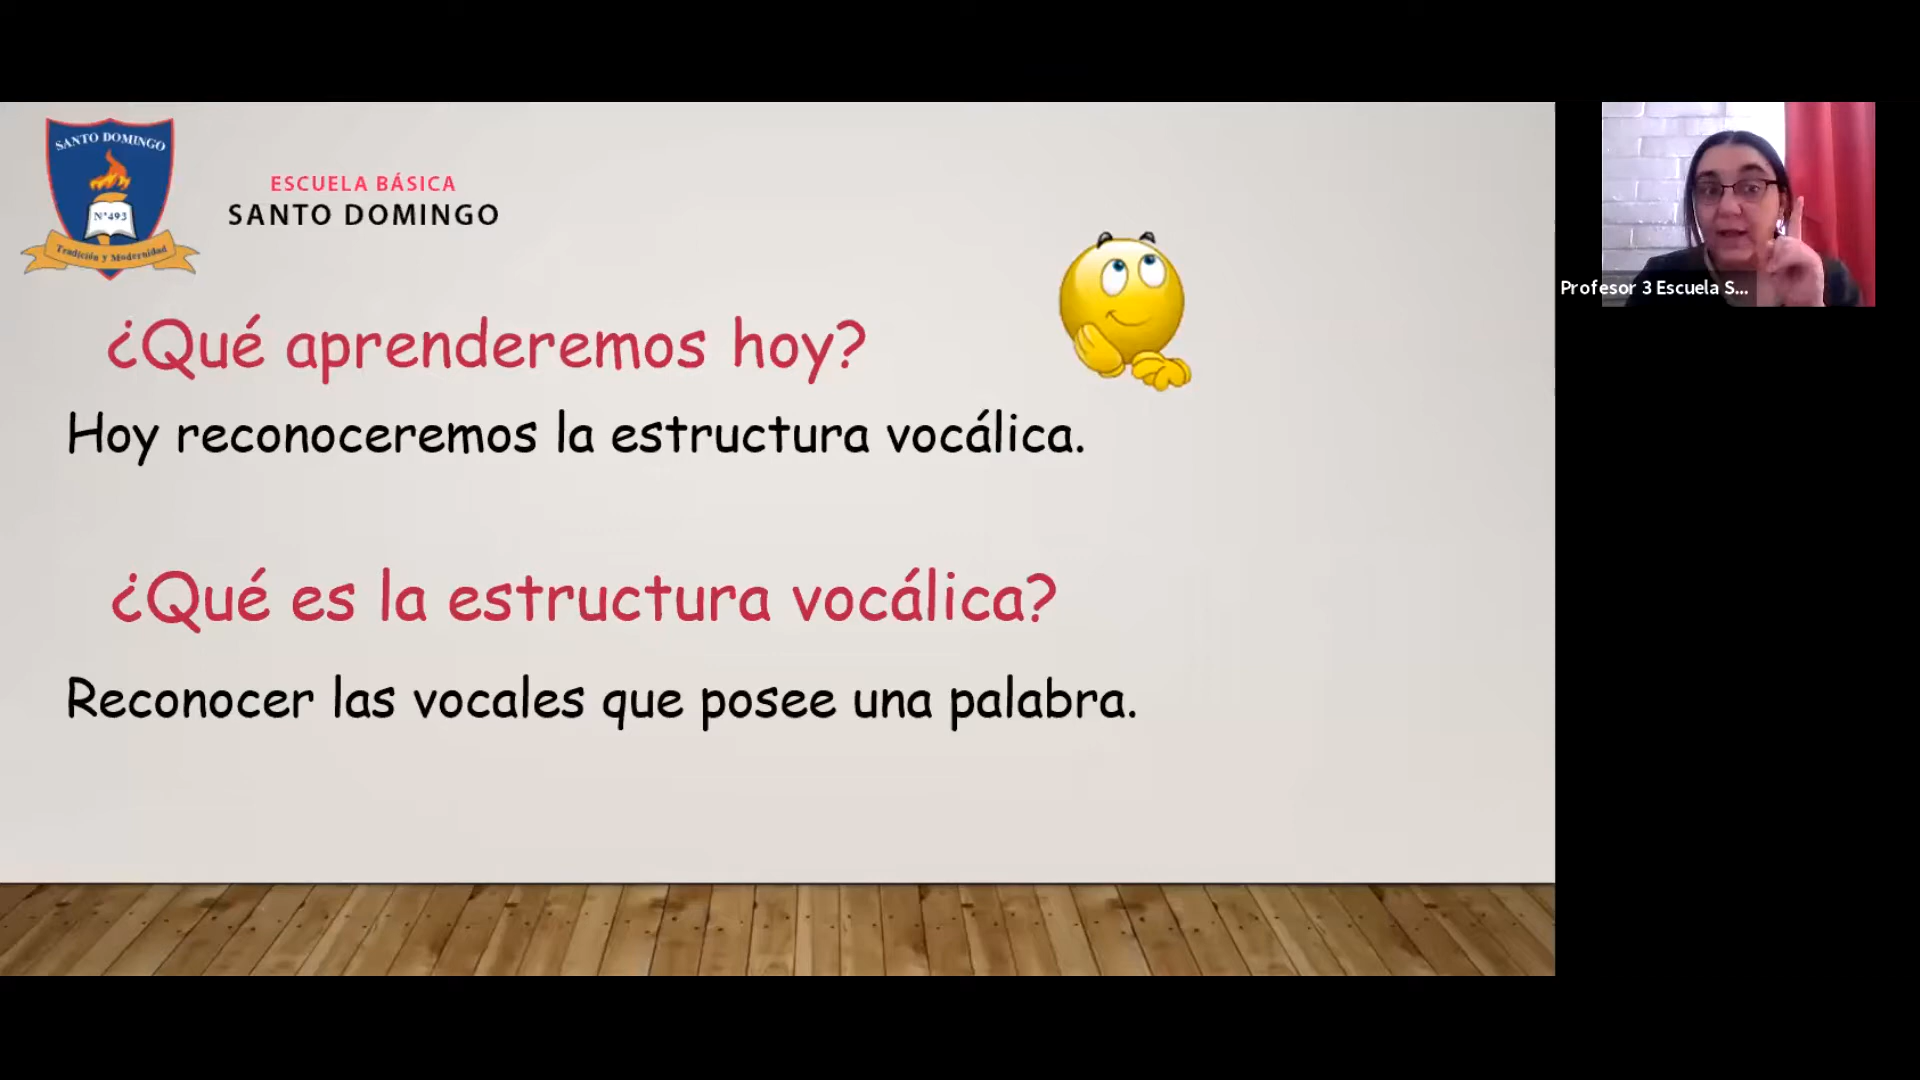 SANTO DOMINGO
N°493
Tradición y Modernidad
ESCUELA BÁSICA
SANTO DOMINGO
¿Qué aprenderemos hoy?
Hoy reconoceremos la estructura vocálica.
¿Qué es la estructura vocálica?
Reconocer las vocales que posee una palabra.
Profesor 3 Escuela S...